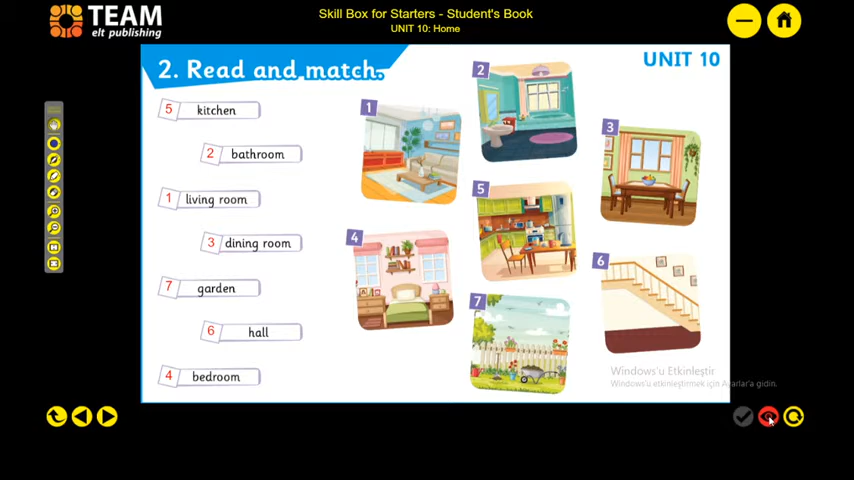 TEAM
elt publishing
Skill Box for Starters - Student's Book
UNIT 10: Home
2. Read and match.
UNIT 10
5 kitchen
2 bathroom
1 living room
3 dining room
7 garden
6 hall
4 bedroom
1
2
3
4
5
6
7
Windows'u Etkinleştir
Windows'u etkinleştirmek için Ayarlar'a gidin.